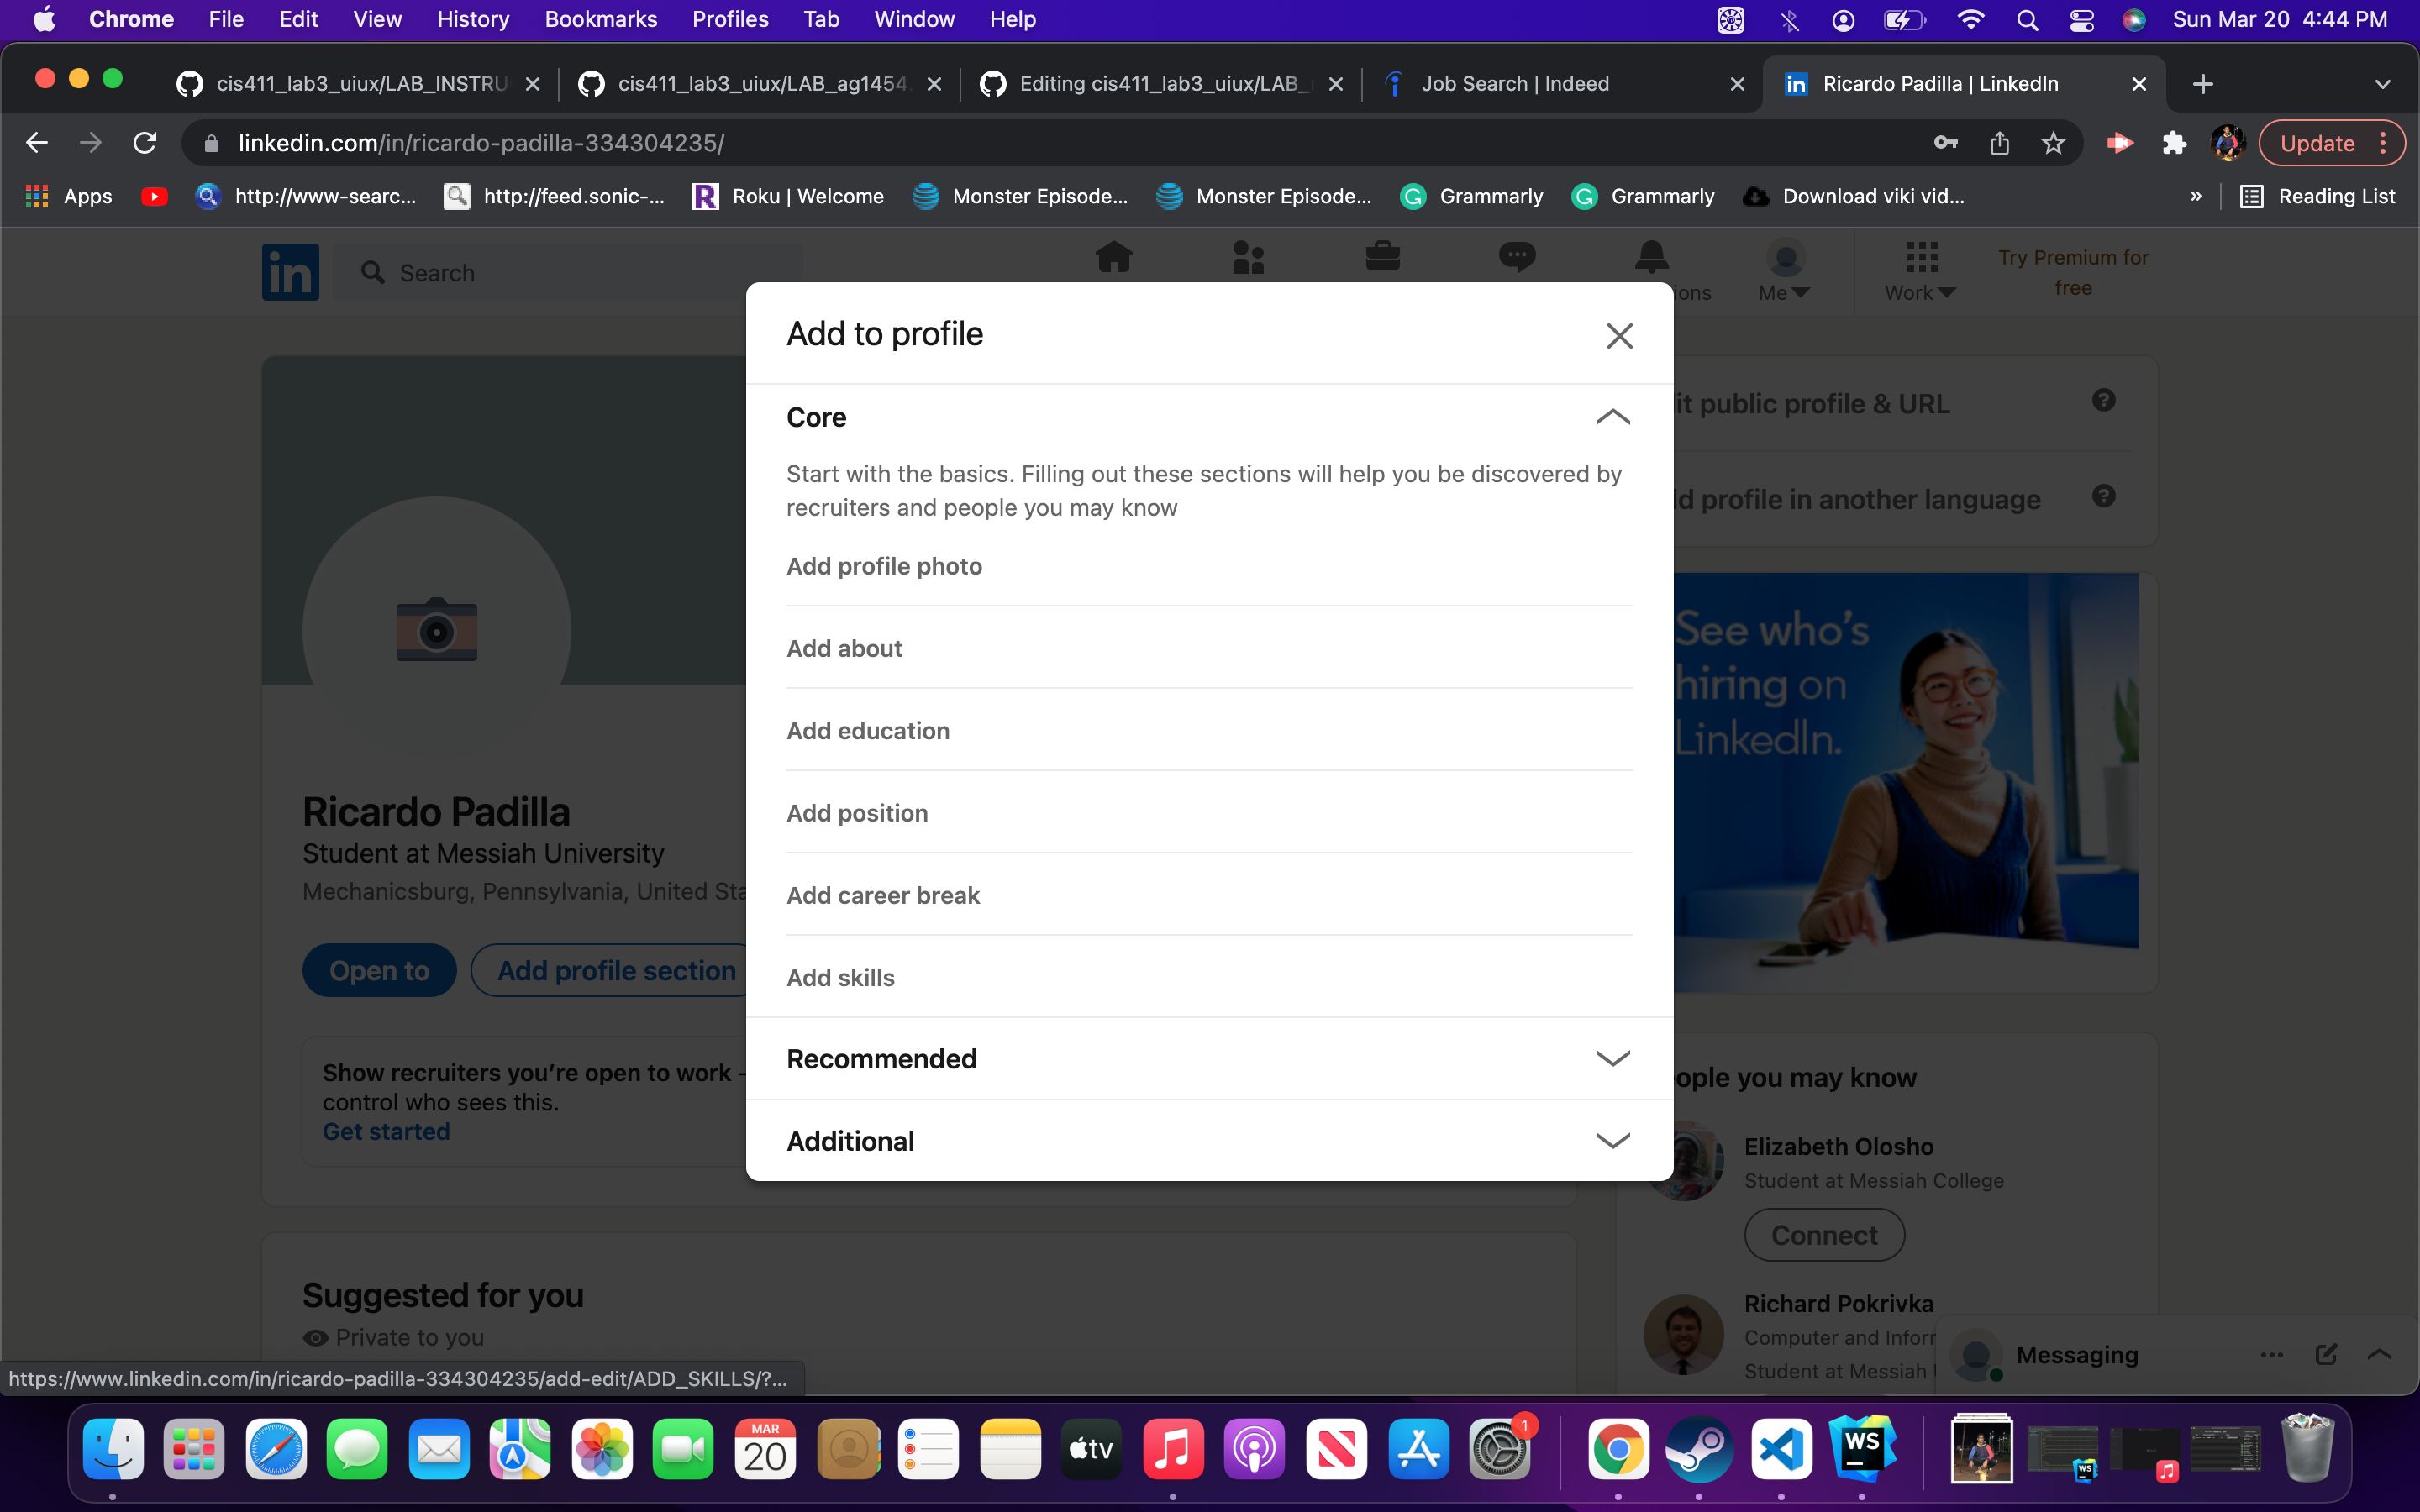 Chrome File Edit View History Bookmarks Profiles Tab Window Help Sun Mar 20 4:44 PM
cis411_lab3_uiux/LAB_INSTRU cis411_lab3_uiux/LAB_ag1454 Editing cis411_lab3_uiux/LAB_ Job Search | Indeed Ricardo Padilla | LinkedIn
linkedin.com/in/ricardo-padilla-334304235/ Update
Apps http://www-searc... http://feed.sonic-... Roku | Welcome Monster Episode... Monster Episode... Grammarly Grammarly Download viki vid... » Reading List
in Search Me Work Try Premium for
free
ions
Add to profile
Core
Start with the basics. Filling out these sections will help you be discovered by
recruiters and people you may know
Add profile photo
Add about
Add education
Add position
Add career break
Add skills
Recommended
Additional
Ricardo Padilla
Student at Messiah University
Mechanicsburg, Pennsylvania, United Sta
Open to Add profile section
Show recruiters you're open to work -
control who sees this.
Get started
Suggested for you
Private to you
it public profile & URL
d profile in another language
See who's
hiring on
LinkedIn.
ople you may know
Elizabeth Olosho
Student at Messiah College
Connect
Richard Pokrivka
Computer and Infor
Student at Messiah
Messaging
https://www.linkedin.com/in/ricardo-padilla-334304235/add-edit/ADD_SKILLS/?...
MAR
20
tv
1
WS
WS